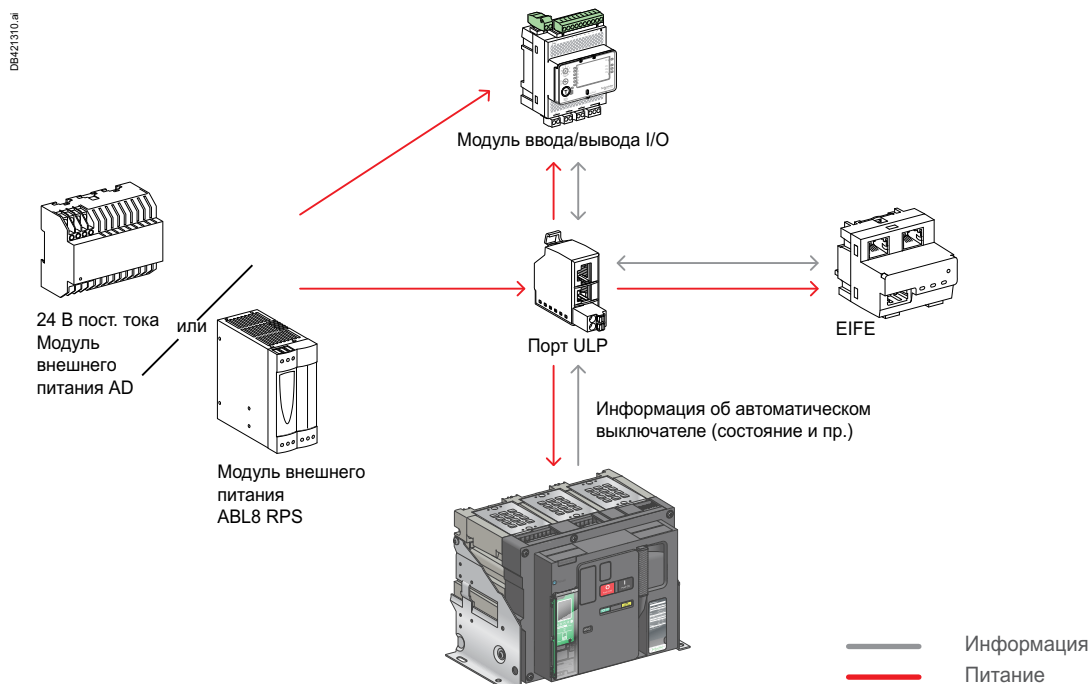 DB421310.ai
Модуль ввода/вывода I/O
24 В пост. тока
Модуль
внешнего
питания AD
или
Модуль внешнего
питания
ABL8 RPS
Порт ULP
EIFE
Информация об автоматическом
выключателе (состояние и пр.)
Информация
Питание